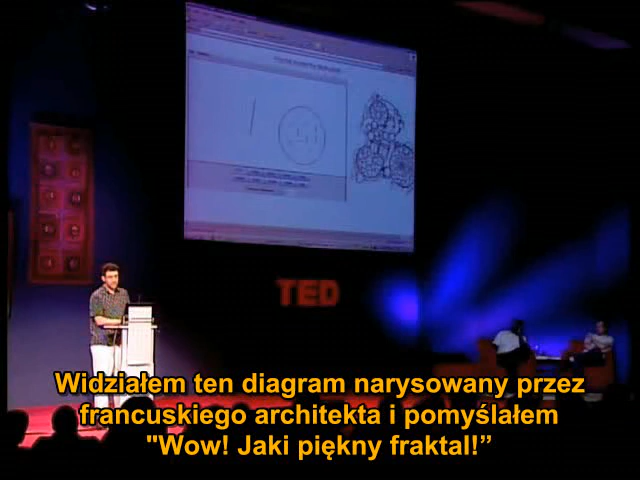 TED
Widziałem ten diagram narysowany przez
francuskiego architekta i pomyślałem
"Wow! Jaki piękny fraktal!”